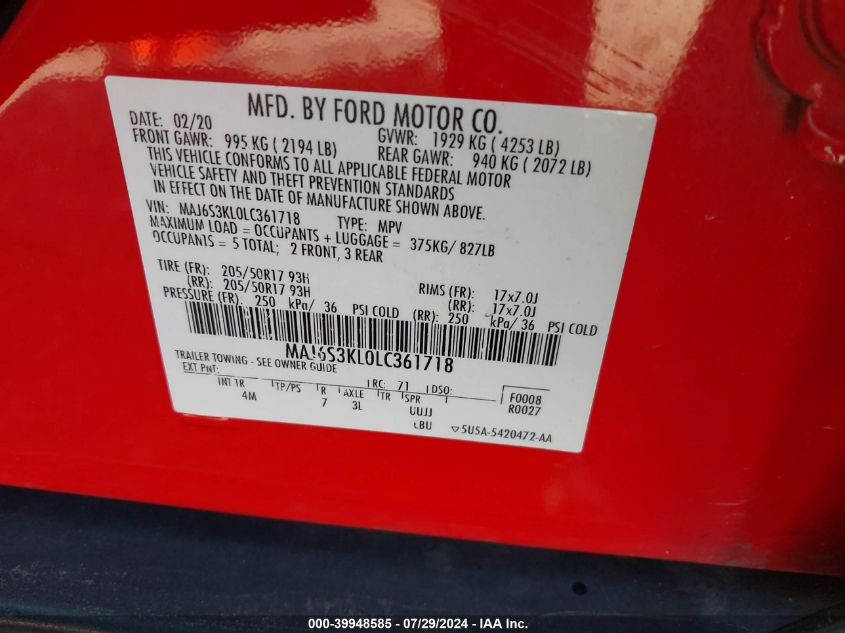 MFD. BY FORD MOTOR CO.
DATE: 02/20 GVWR: 1929 KG ( 4253 LB)
FRONT GAWR: 995 KG ( 2194 LB) REAR GAWR: 940 KG ( 2072 LB)
THIS VEHICLE CONFORMS TO ALL APPLICABLE FEDERAL MOTOR
VEHICLE SAFETY AND THEFT PREVENTION STANDARDS
IN EFFECT ON THE DATE OF MANUFACTURE SHOWN ABOVE.
VIN: MAJ6S3KL0LC361718 TYPE: MPV
MAXIMUM LOAD = OCCUPANTS + LUGGAGE = 375KG/ 827LB
OCCUPANTS = 5 TOTAL; 2 FRONT, 3 REAR
TIRE (FR): 205/50R17 93H RIMS (FR): 17x7.0J
(RR): 205/50R17 93H (RR): 17x7.0J
PRESSURE (FR): 250 kPa/ 36 PSI COLD (RR): 250 kPa/ 36 PSI COLD
MAJ6S3KL0LC361718
TRAILER TOWING - SEE OWNER GUIDE
EXT PNT: RC: 71 DSO: F0008
INT TR TP/PS R AXLE TR SPR R0027
4M 7 3L UUJJ
LBU 5U5A-5420472-AA
000-39948585 / 07/29/2024 / USA - IAAI Inc.